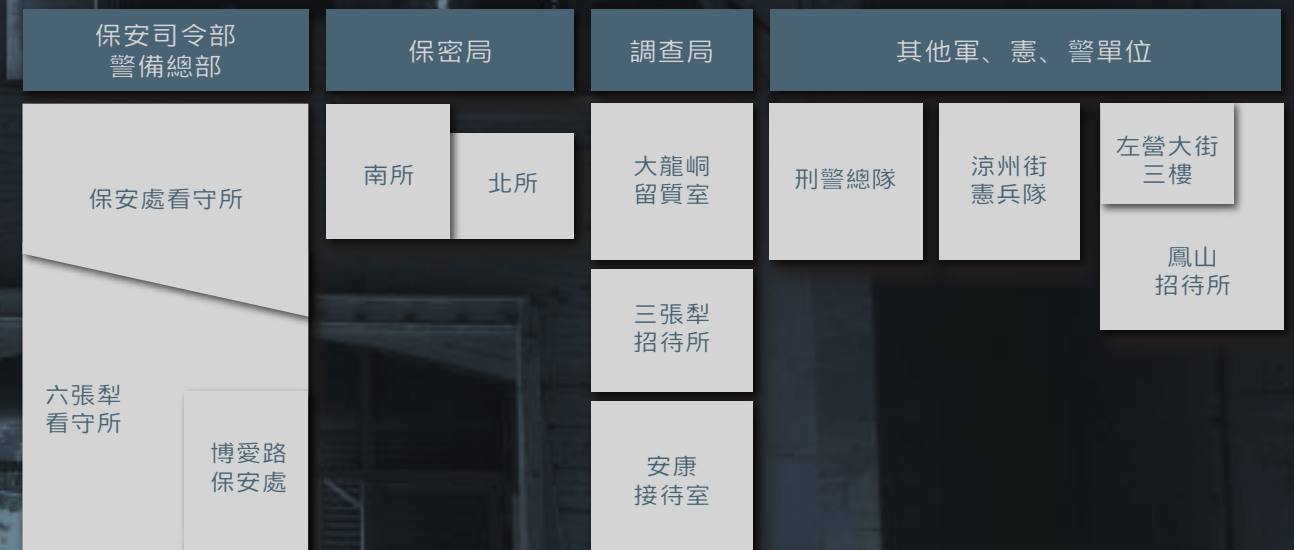 保安司令部
警備總部
保密局
調查局
其他軍、憲、警單位
保安處看守所
六張犁
看守所
博愛路
保安處
南所
北所
大龍峒
留質室
三張犁
招待所
安康
接待室
刑警總隊
涼州街
憲兵隊
左營大街
三樓
鳳山
招待所